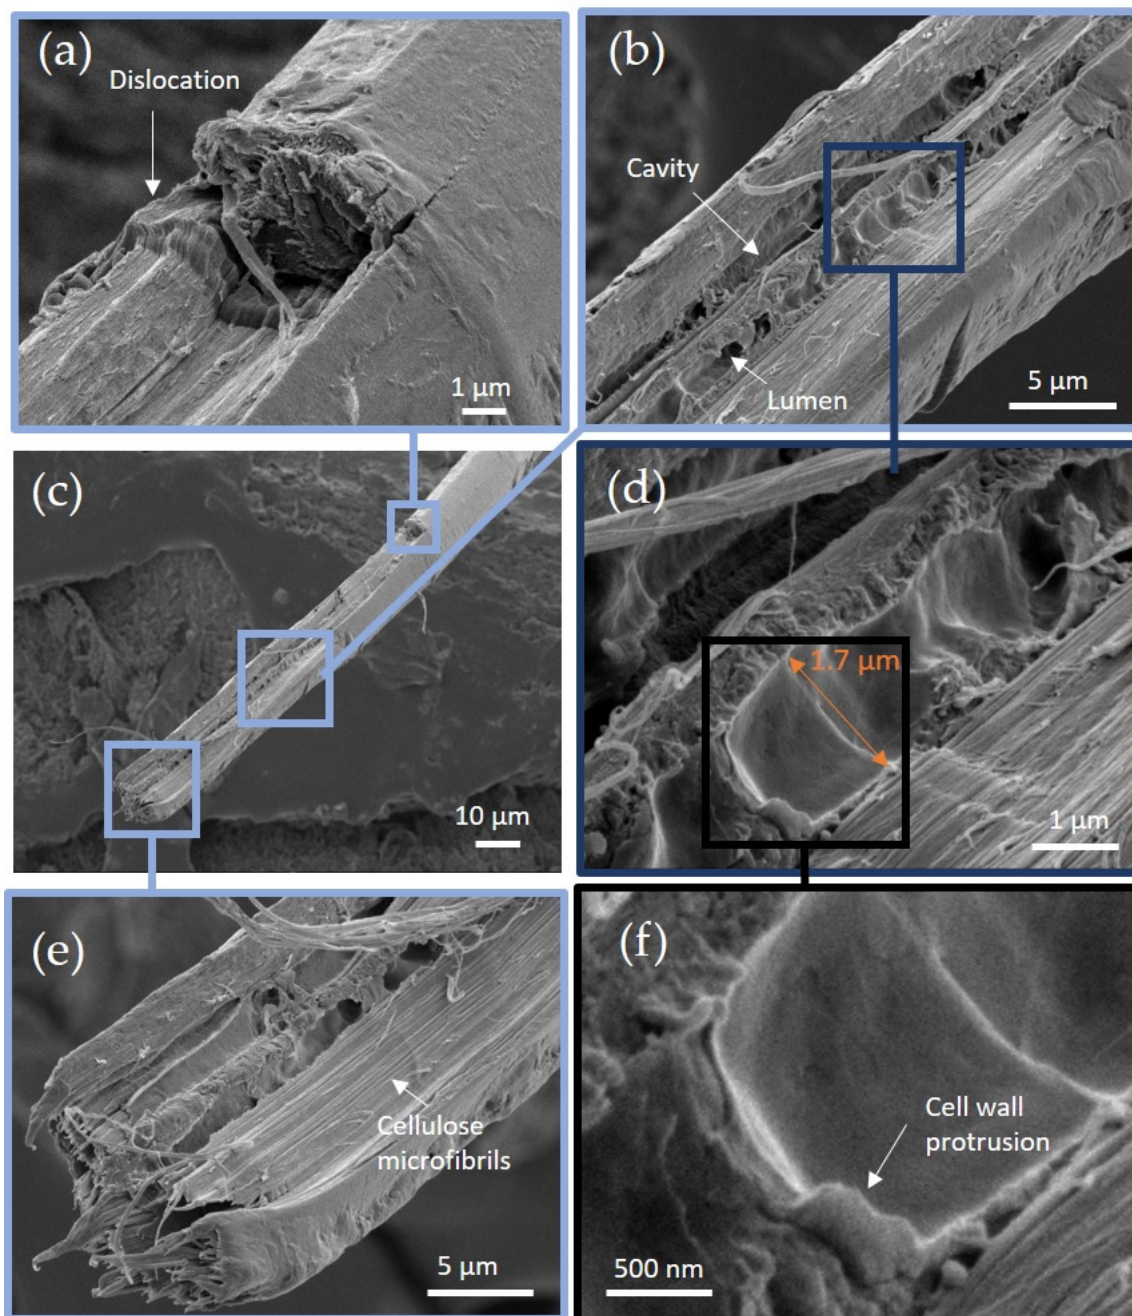 (a)
Dislocation
1 µm
(b)
Cavity
Lumen
5 µm
(c)
10 µm
(d)
1.7 µm
1 µm
(e)
Cellulose
microfibrils
5 µm
(f)
Cell wall
protrusion
500 nm